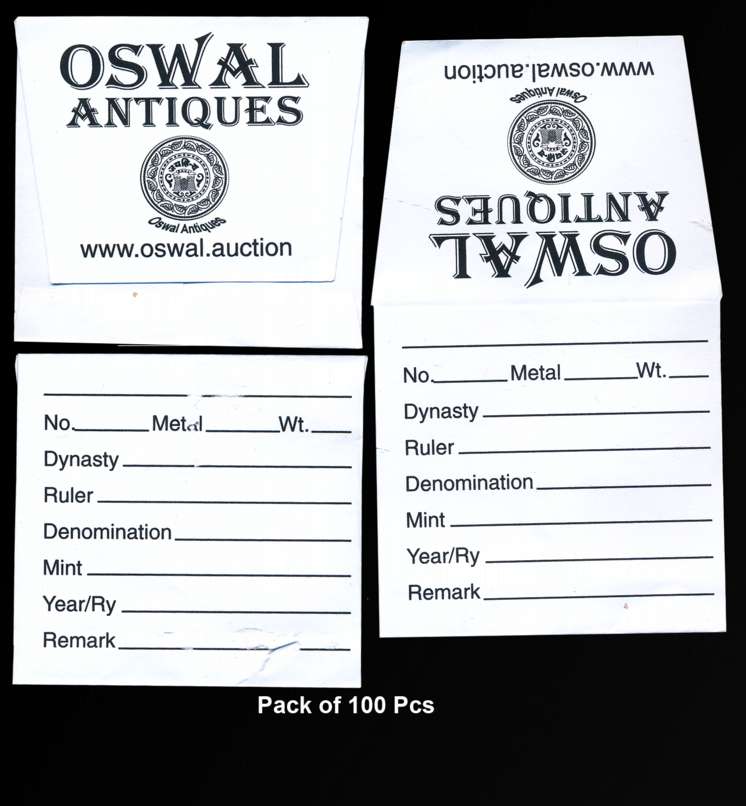 OSWAL
ANTIQUES
Oswal Antiques
www.oswal.auction
www.oswal.auction
Oswal Antiques
ANTIQUES
OSWAL
No. Metal Wt.
Dynasty
Ruler
Denomination
Mint
Year/Ry
Remark
No. Metal Wt.
Dynasty
Ruler
Denomination
Mint
Year/Ry
Remark
Pack of 100 Pcs